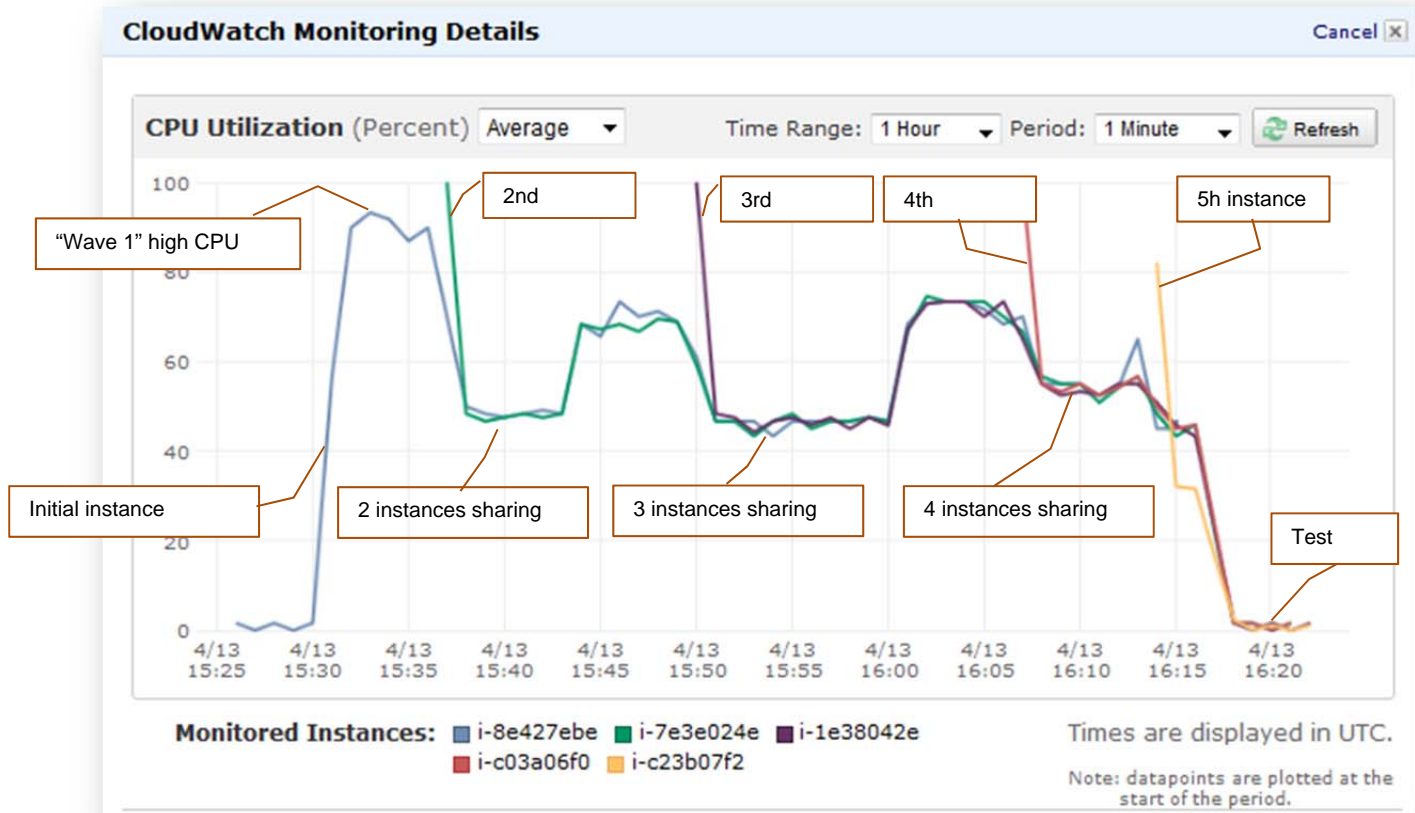 CloudWatch Monitoring Details
Cancel
CPU Utilization (Percent) Average
Time Range: 1 Hour Period: 1 Minute Refresh
100
80
60
40
20
0
"Wave 1" high CPU
2nd
3rd
4th
5h instance
Initial instance
2 instances sharing
3 instances sharing
4 instances sharing
Test
4/13 4/13 4/13 4/13 4/13 4/13 4/13 4/13 4/13 4/13 4/13 4/13
15:25 15:30 15:35 15:40 15:45 15:50 15:55 16:00 16:05 16:10 16:15 16:20
Monitored Instances: i-8e427ebe i-7e3e024e i-1e38042e
i-c03a06f0 i-c23b07f2
Times are displayed in UTC.
Note: datapoints are plotted at the
start of the period.